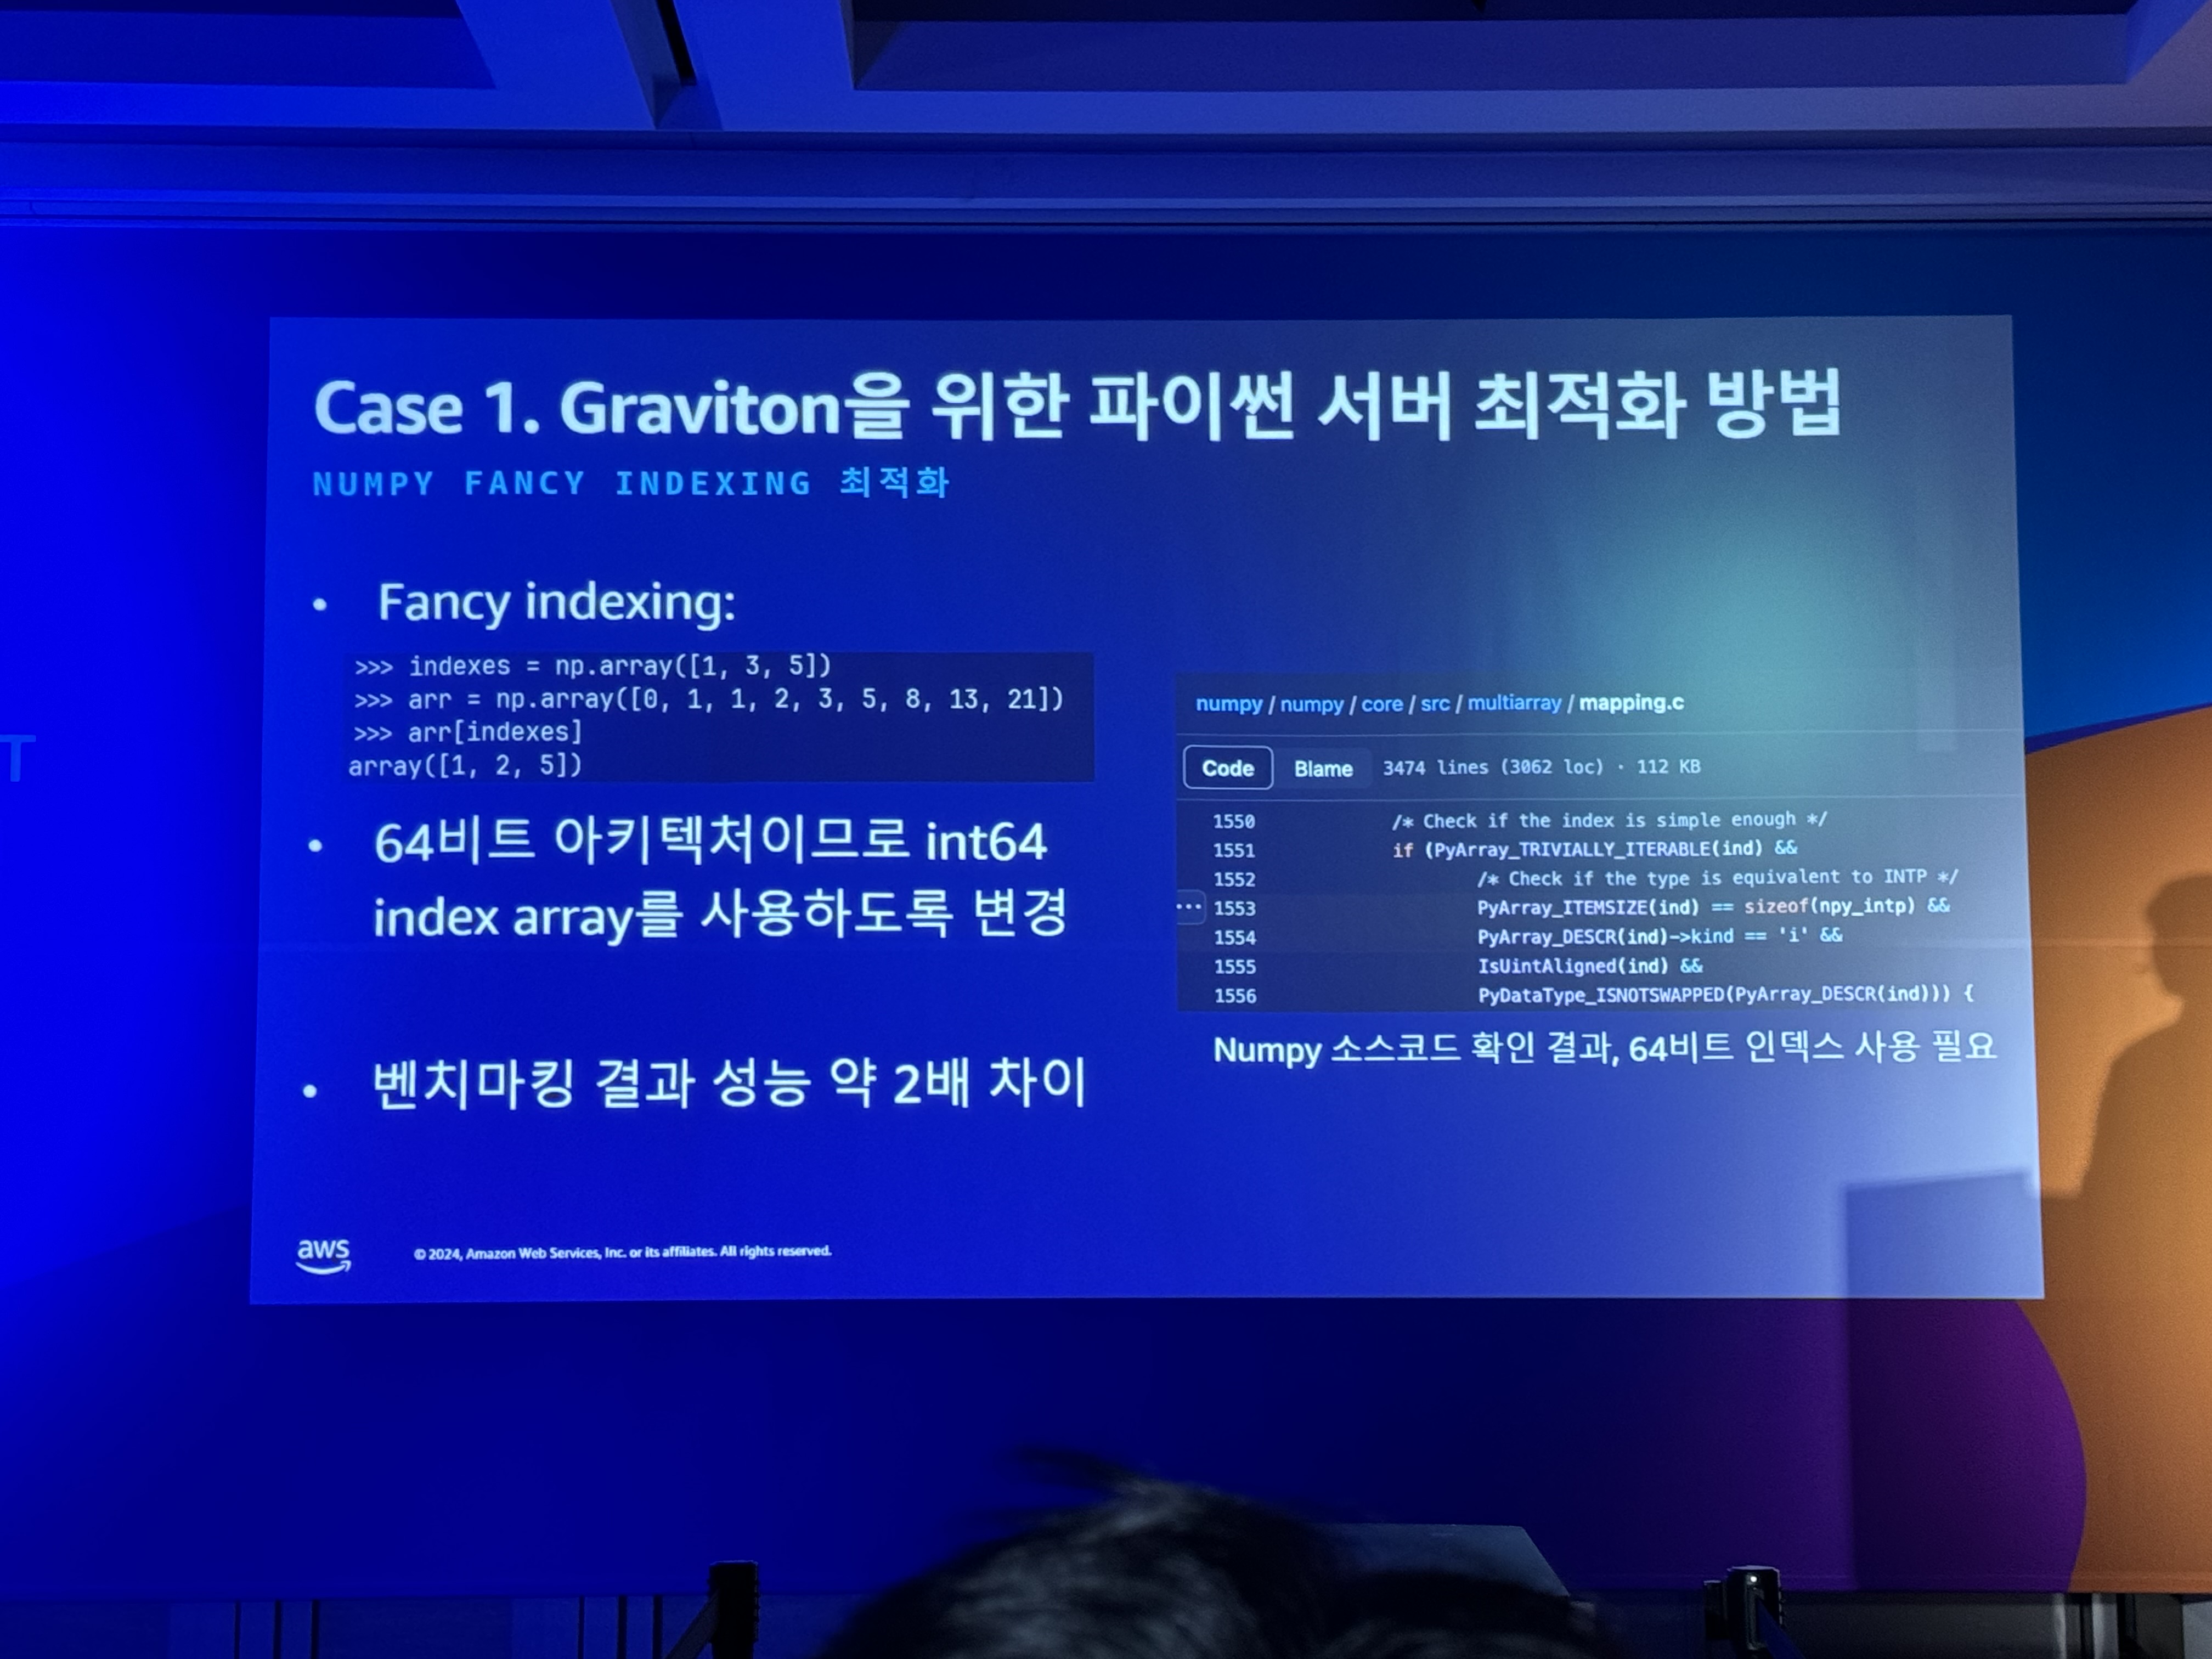 Case 1. Graviton을 위한 파이썬 서버 최적화 방법
NUMPY FANCY INDEXING 최적화
• Fancy indexing:
>>> indexes = np.array([1, 3, 5])
>>> arr = np.array([0, 1, 1, 2, 3, 5, 8, 13, 21])
>>> arr[indexes]
array([1, 2, 5])
• 64비트 아키텍처이므로 int64
index array를 사용하도록 변경
• 벤치마킹 결과 성능 약 2배 차이
numpy / numpy / core / src / multiarray / mapping.c
Code Blame 3474 lines (3062 loc) · 112 KB
1550 /* Check if the index is simple enough */
1551 if (PyArray_TRIVIALLY_ITERABLE(ind) &&
1552 /* Check if the type is equivalent to INTP */
1553 PyArray_ITEMSIZE(ind) == sizeof(npy_intp) &&
1554 PyArray_DESCR(ind)->kind == 'i' &&
1555 IsUintAligned(ind) &&
1556 PyDataType_ISNOTSWAPPED(PyArray_DESCR(ind))) {
Numpy 소스코드 확인 결과, 64비트 인덱스 사용 필요
aws
© 2024, Amazon Web Services, Inc. or its affiliates. All rights reserved.
T